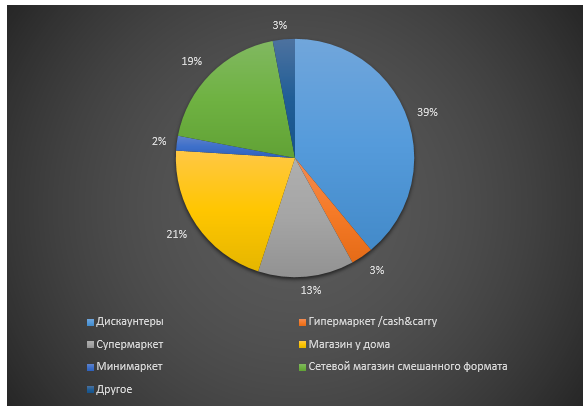 3%
19%
39%
2%
21%
3%
13%
Дискаунтеры
Гипермаркет /cash&carry
Супермаркет
Магазин у дома
Минимаркет
Сетевой магазин смешанного формата
Другое